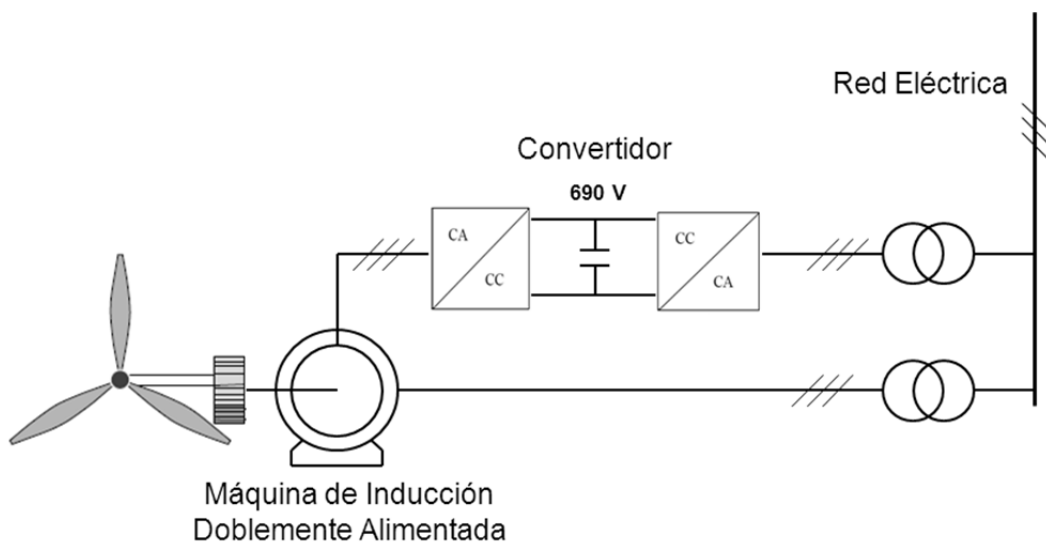 Red Eléctrica
Convertidor
690 V
CA
CC
CC
CA
Máquina de Inducción
Doblemente Alimentada